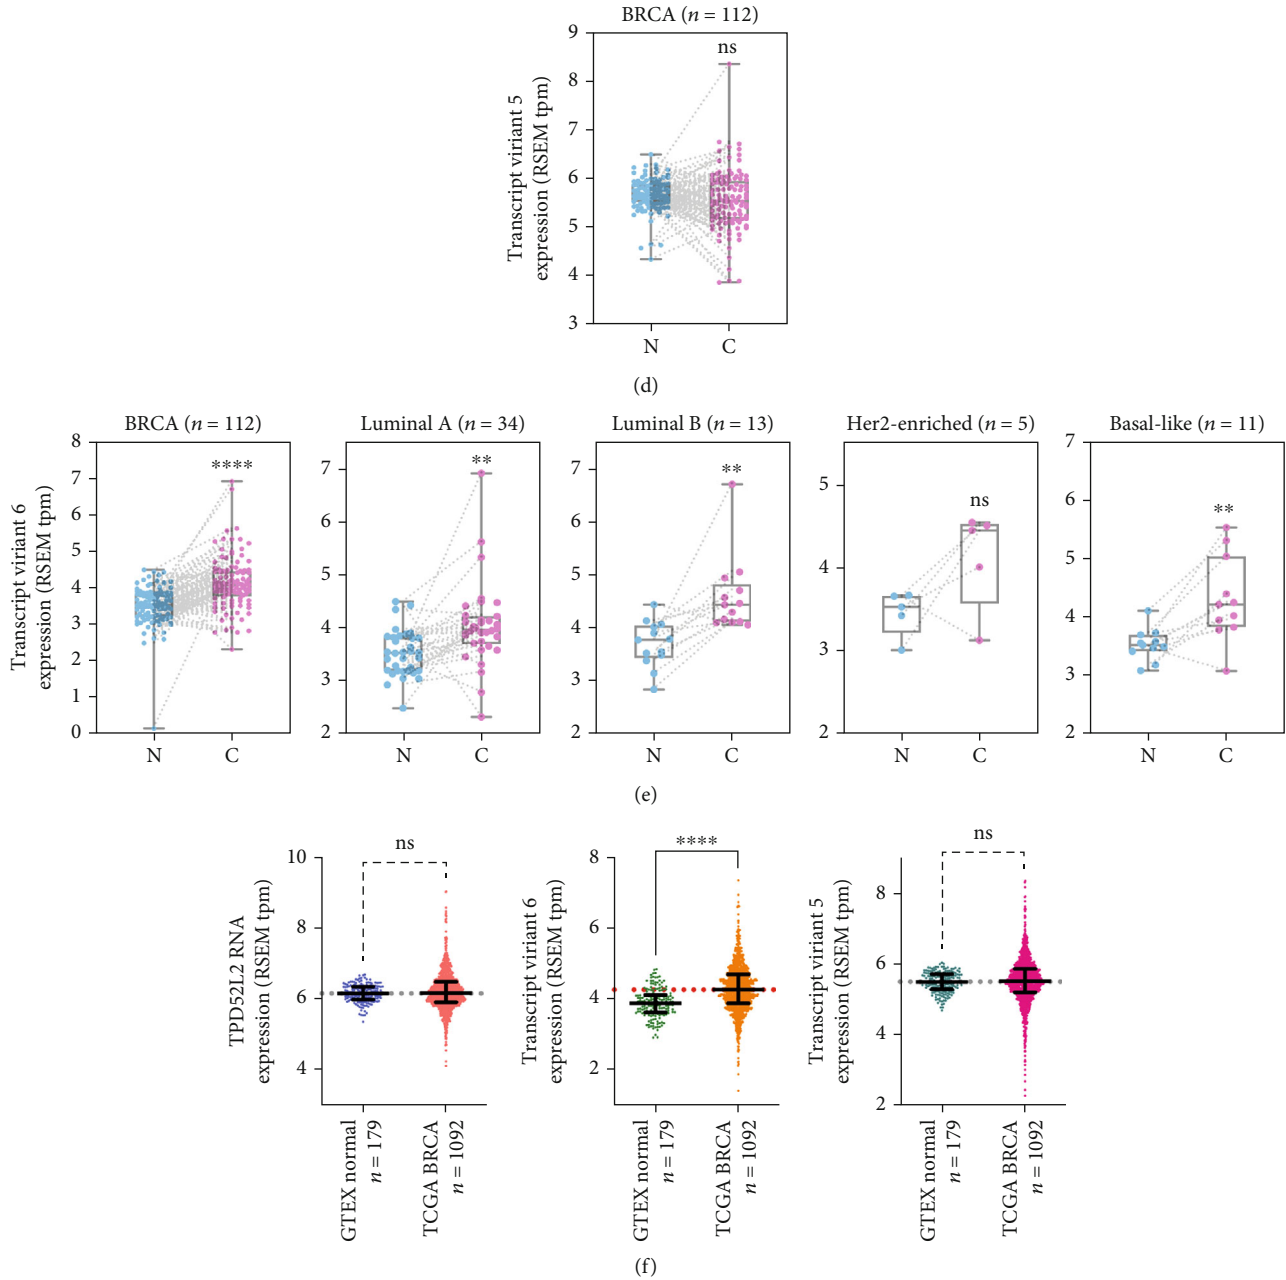 BRCA (n = 112)
Transcript viriant 5
expression (RSEM tpm)
9
8
7
6
5
4
3
ns
N
C
(d)
BRCA (n = 112)
Transcript viriant 6
expression (RSEM tpm)
8
7
6
5
4
3
2
1
0
****
N
C
Luminal A (n = 34)
7
6
5
4
3
2
**
N
C
Luminal B (n = 13)
7
6
5
4
3
2
**
N
C
Her2-enriched (n = 5)
5
4
3
2
ns
N
C
Basal-like (n = 11)
7
6
5
4
3
2
**
N
C
(e)
TPD52L2 RNA
expression (RSEM tpm)
10
8
6
4
ns
GTEX normal
n = 179
TCGA BRCA
n = 1092
Transcript viriant 6
expression (RSEM tpm)
8
6
4
2
****
GTEX normal
n = 179
TCGA BRCA
n = 1092
Transcript viriant 5
expression (RSEM tpm)
8
6
4
2
ns
GTEX normal
n = 179
TCGA BRCA
n = 1092
(f)